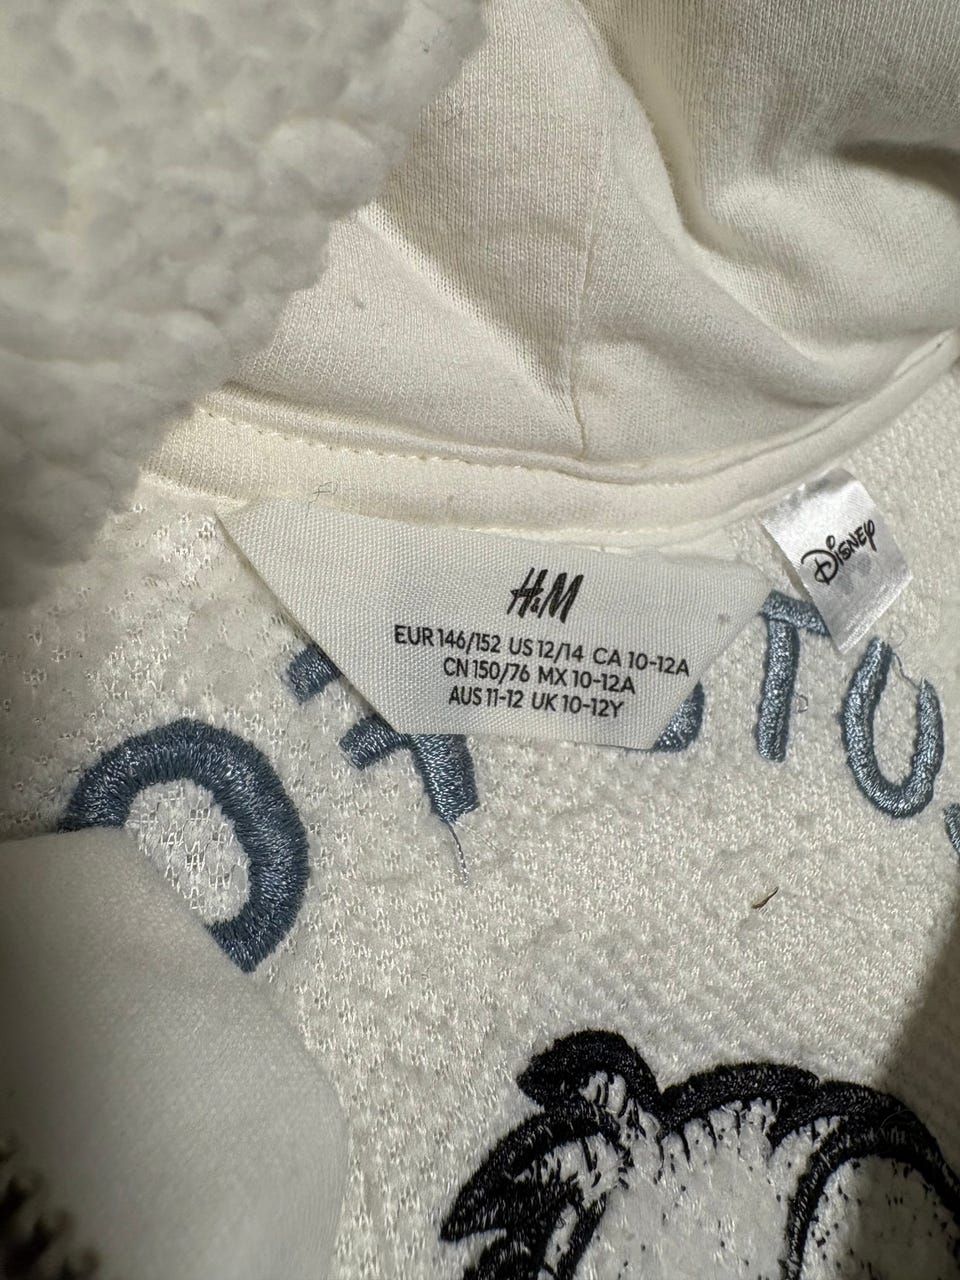 H&M
EUR 146/152 US 12/14 CA 10-12A
CN 150/76 MX 10-12A
AUS 11-12 UK 10-12Y
Disney